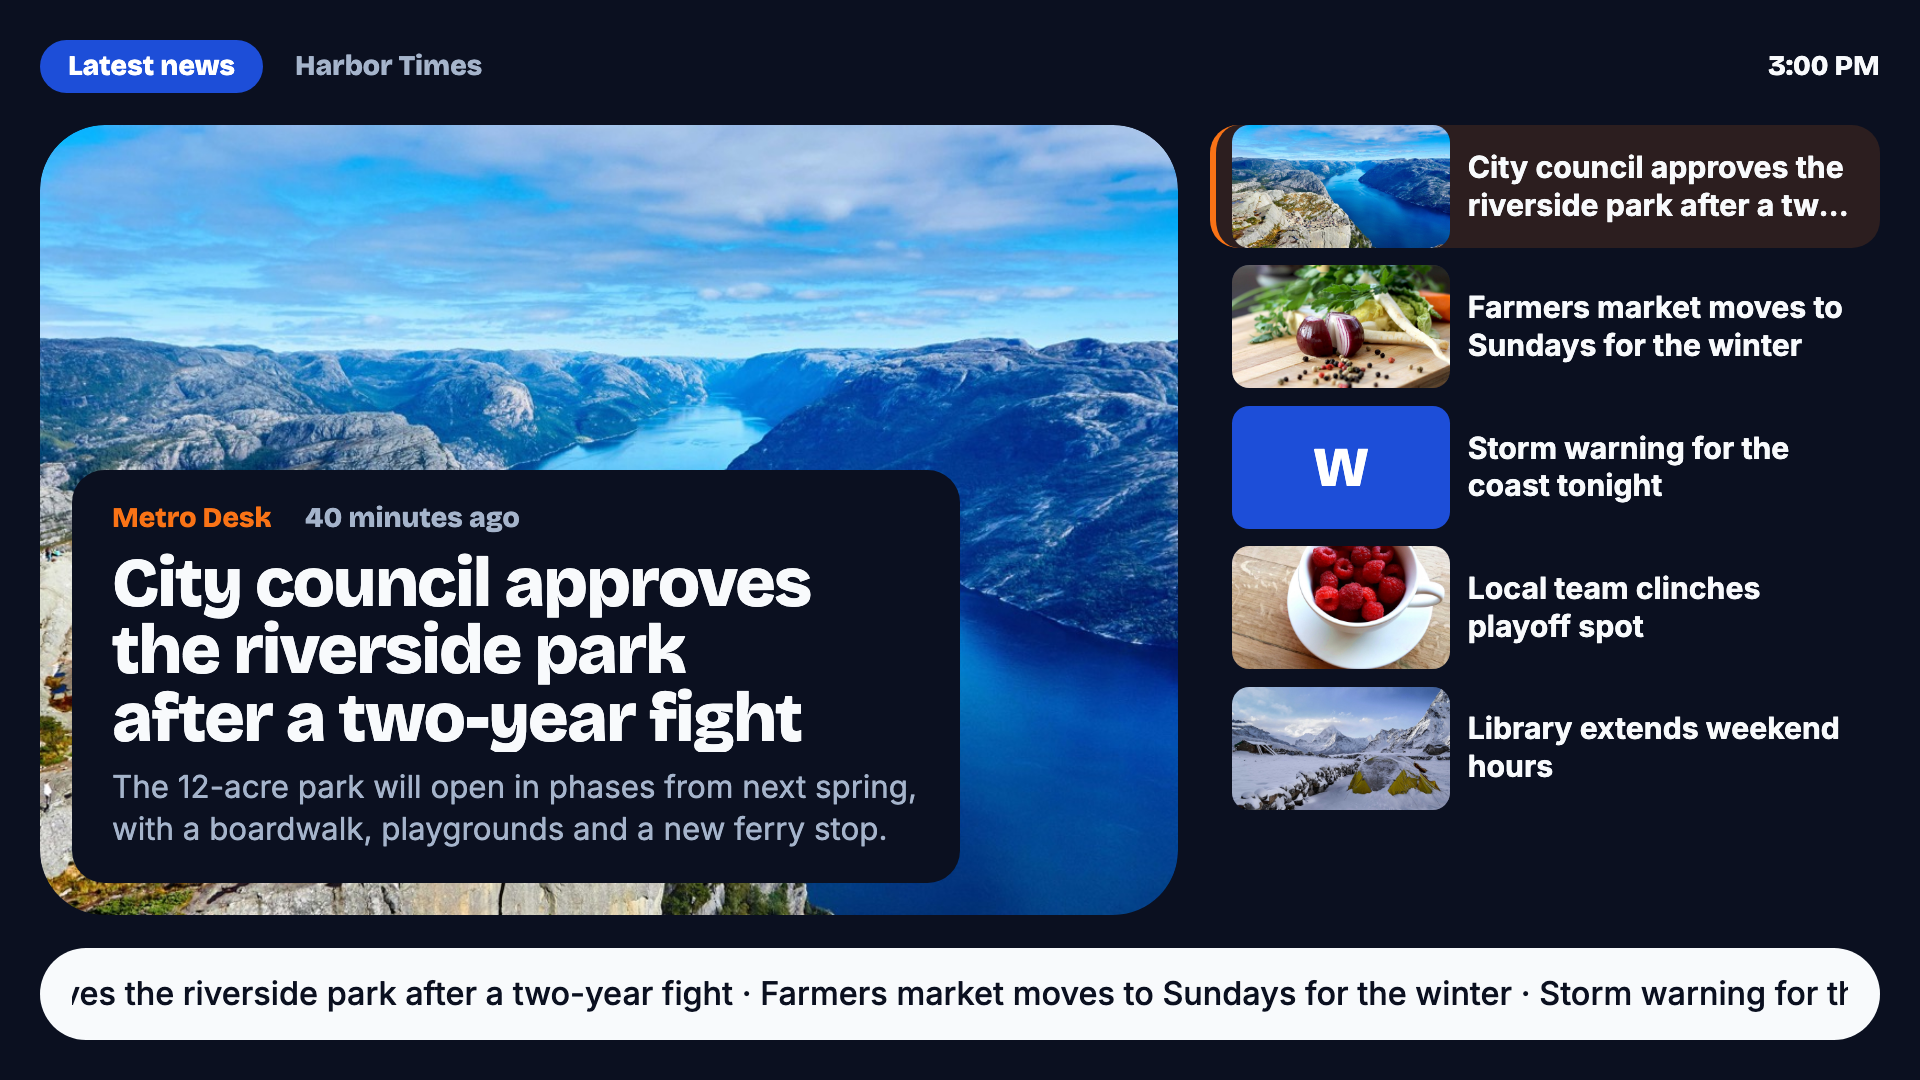 Latest news
Harbor Times
3:00 PM
Metro Desk 40 minutes ago
City council approves
the riverside park
after a two-year fight
The 12-acre park will open in phases from next spring,
with a boardwalk, playgrounds and a new ferry stop.
City council approves the
riverside park after a tw...
Farmers market moves to
Sundays for the winter
W
Storm warning for the
coast tonight
Local team clinches
playoff spot
Library extends weekend
hours
the riverside park after a two-year fight · Farmers market moves to Sundays for the winter · Storm warning for